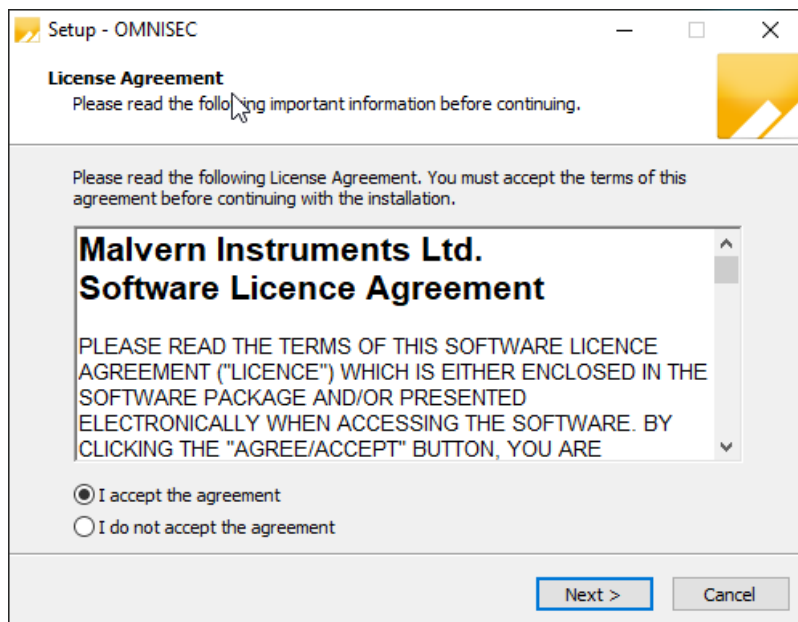 Setup - OMNISEC
License Agreement
Please read the following important information before continuing.
Please read the following License Agreement. You must accept the terms of this
agreement before continuing with the installation.
Malvern Instruments Ltd.
Software Licence Agreement
PLEASE READ THE TERMS OF THIS SOFTWARE LICENCE
AGREEMENT ("LICENCE") WHICH IS EITHER ENCLOSED IN THE
SOFTWARE PACKAGE AND/OR PRESENTED
ELECTRONICALLY WHEN ACCESSING THE SOFTWARE. BY
CLICKING THE "AGREE/ACCEPT" BUTTON, YOU ARE
I accept the agreement
I do not accept the agreement
Next >
Cancel